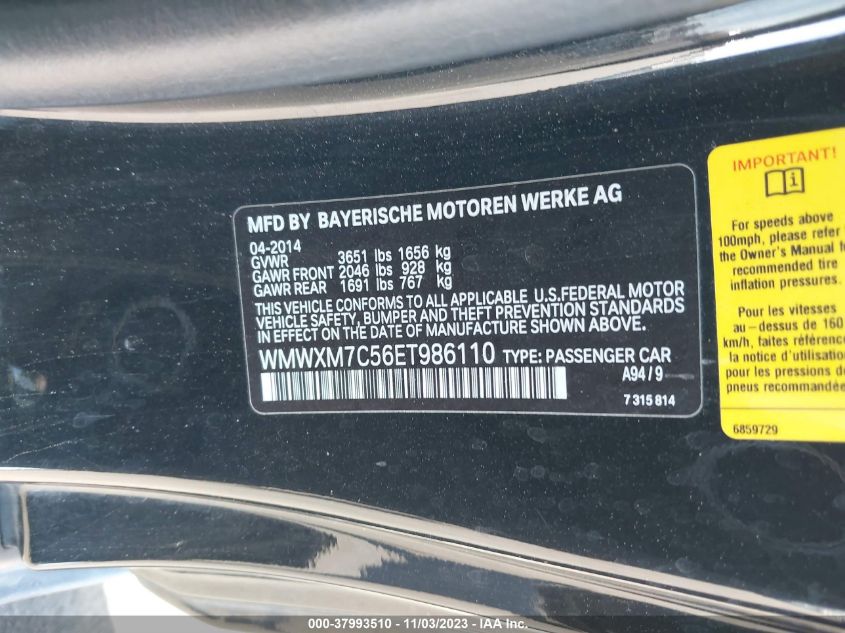 MFD BY BAYERISCHE MOTOREN WERKE AG
04-2014
GVWR 3651 lbs 1656 kg
GAWR FRONT 2046 lbs 928 kg
GAWR REAR 1691 lbs 767 kg
THIS VEHICLE CONFORMS TO ALL APPLICABLE U.S.FEDERAL MOTOR
VEHICLE SAFETY, BUMPER AND THEFT PREVENTION STANDARDS
IN EFFECT ON THE DATE OF MANUFACTURE SHOWN ABOVE.
WMWXM7C56ET986110 TYPE: PASSENGER CAR
A94/9
7 315 814
IMPORTANT!
i
For speeds above
100mph, please refer
the Owner's Manual
recommended tire
inflation pressures.
Pour les vitesses
au-dessus de 160
km/h, faites
la notice d'utilisation
pour les pressions de
pneus recommandée
6859729
000-37993510 - 11/03/2023 - IAA Inc.